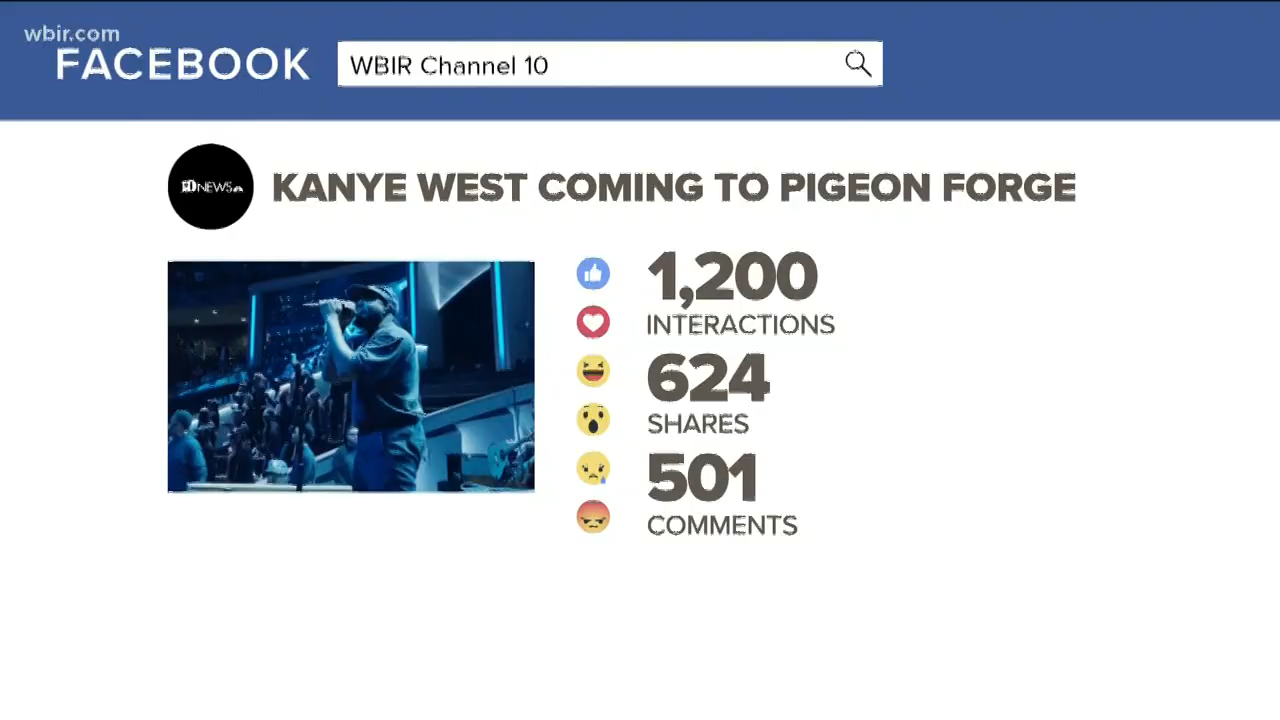 wbir.com
FACEBOOK
WBIR Channel 10
10NEWS
KANYE WEST COMING TO PIGEON FORGE
1,200
INTERACTIONS
624
SHARES
501
COMMENTS